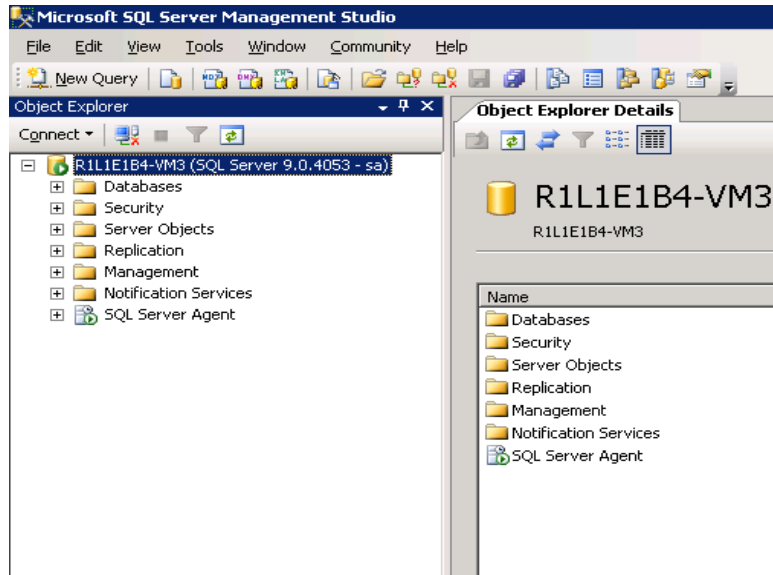 Microsoft SQL Server Management Studio
File Edit View Tools Window Community Help
New Query
Object Explorer
Connect
R1L1E1B4-VM3 (SQL Server 9.0.4053 - sa)
Databases
Security
Server Objects
Replication
Management
Notification Services
SQL Server Agent
Object Explorer Details
R1L1E1B4-VM3
R1L1E1B4-VM3
Name
Databases
Security
Server Objects
Replication
Management
Notification Services
SQL Server Agent